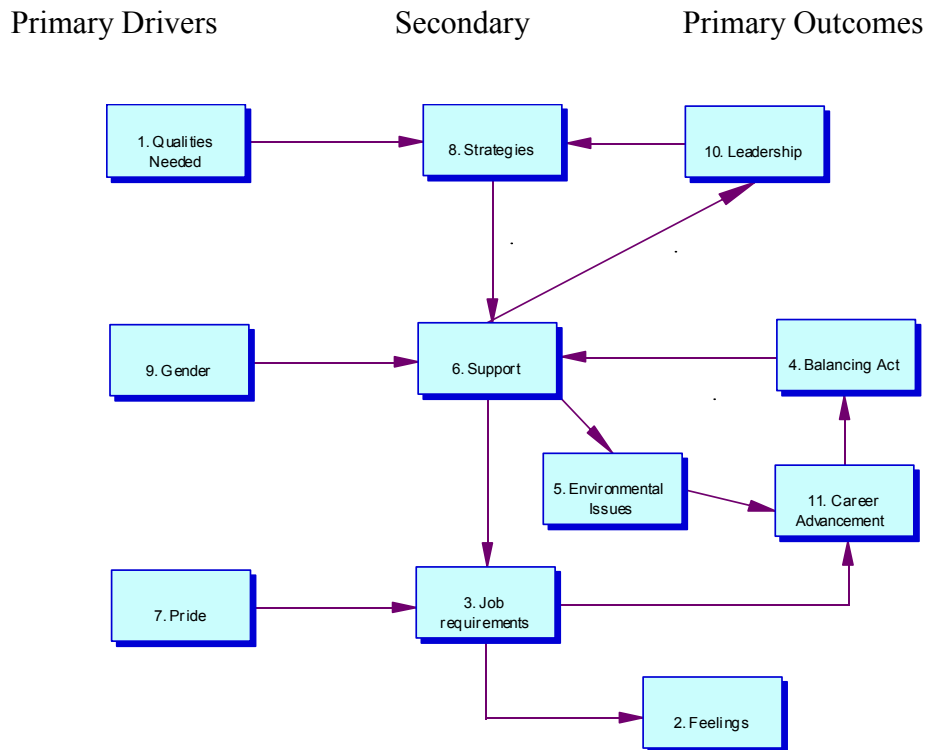 Primary Drivers
Secondary
Primary Outcomes
1. Qualities
Needed
8. Strategies
10. Leadership
9. Gender
6. Support
4. Balancing Act
5. Environmental
Issues
11. Career
Advancement
7. Pride
3. Job
requirements
2. Feelings